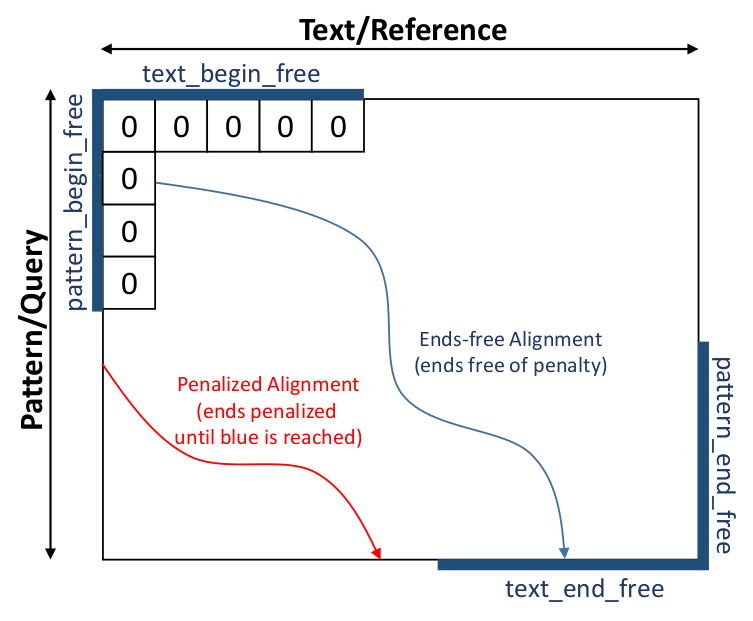 Text/Reference
text_begin_free
pattern_begin_free
Pattern/Query
0 0 0 0 0
0
0
0
Ends-free Alignment
(ends free of penalty)
Penalized Alignment
(ends penalized
until blue is reached)
pattern_end_free
text_end_free